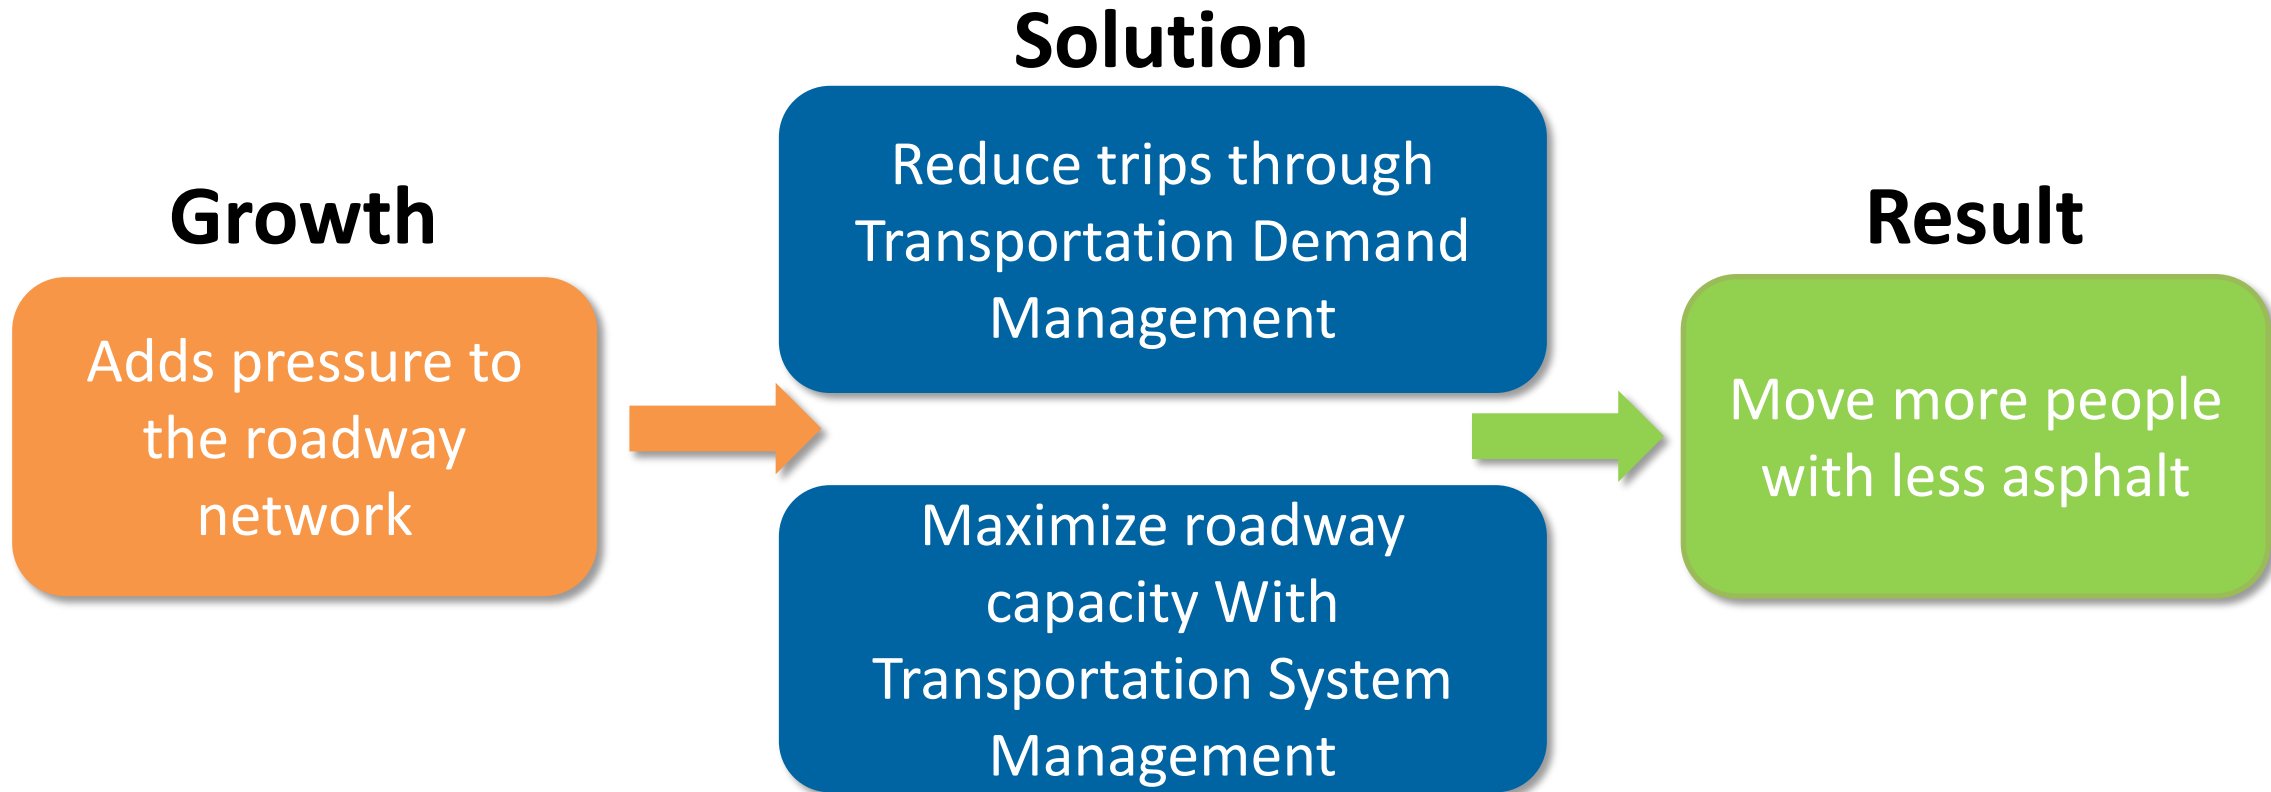 Growth
Adds pressure to
the roadway
network
Solution
Reduce trips through
Transportation Demand
Management
Maximize roadway
capacity With
Transportation System
Management
Result
Move more people
with less asphalt